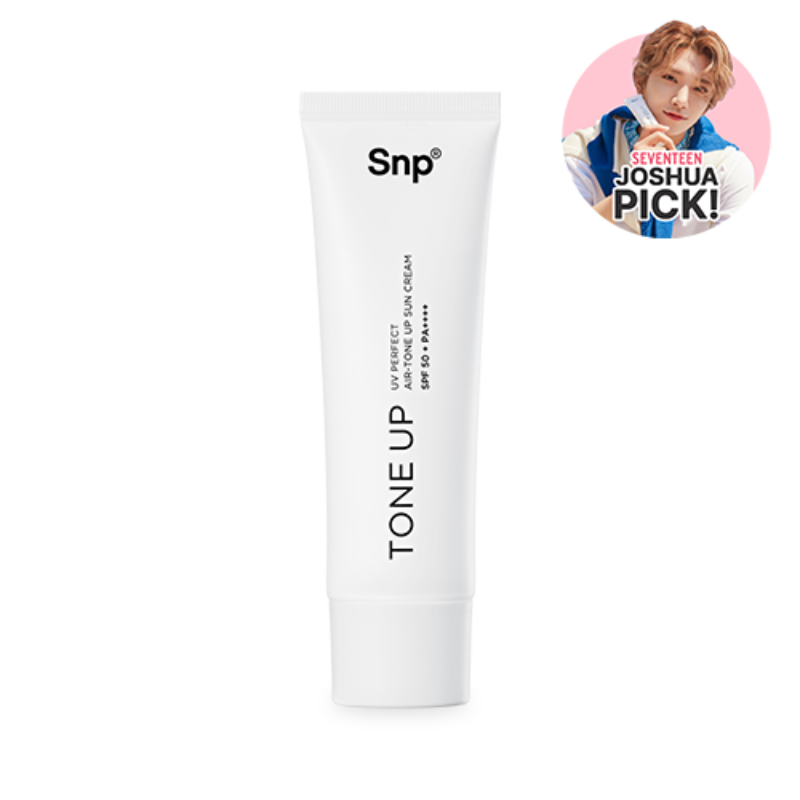 Snp®
UV PERFECT
AIR-TONE UP SUN CREAM
SPF 50 + PA++++
TONE UP
SEVENTEEN
JOSHUA
PICK!